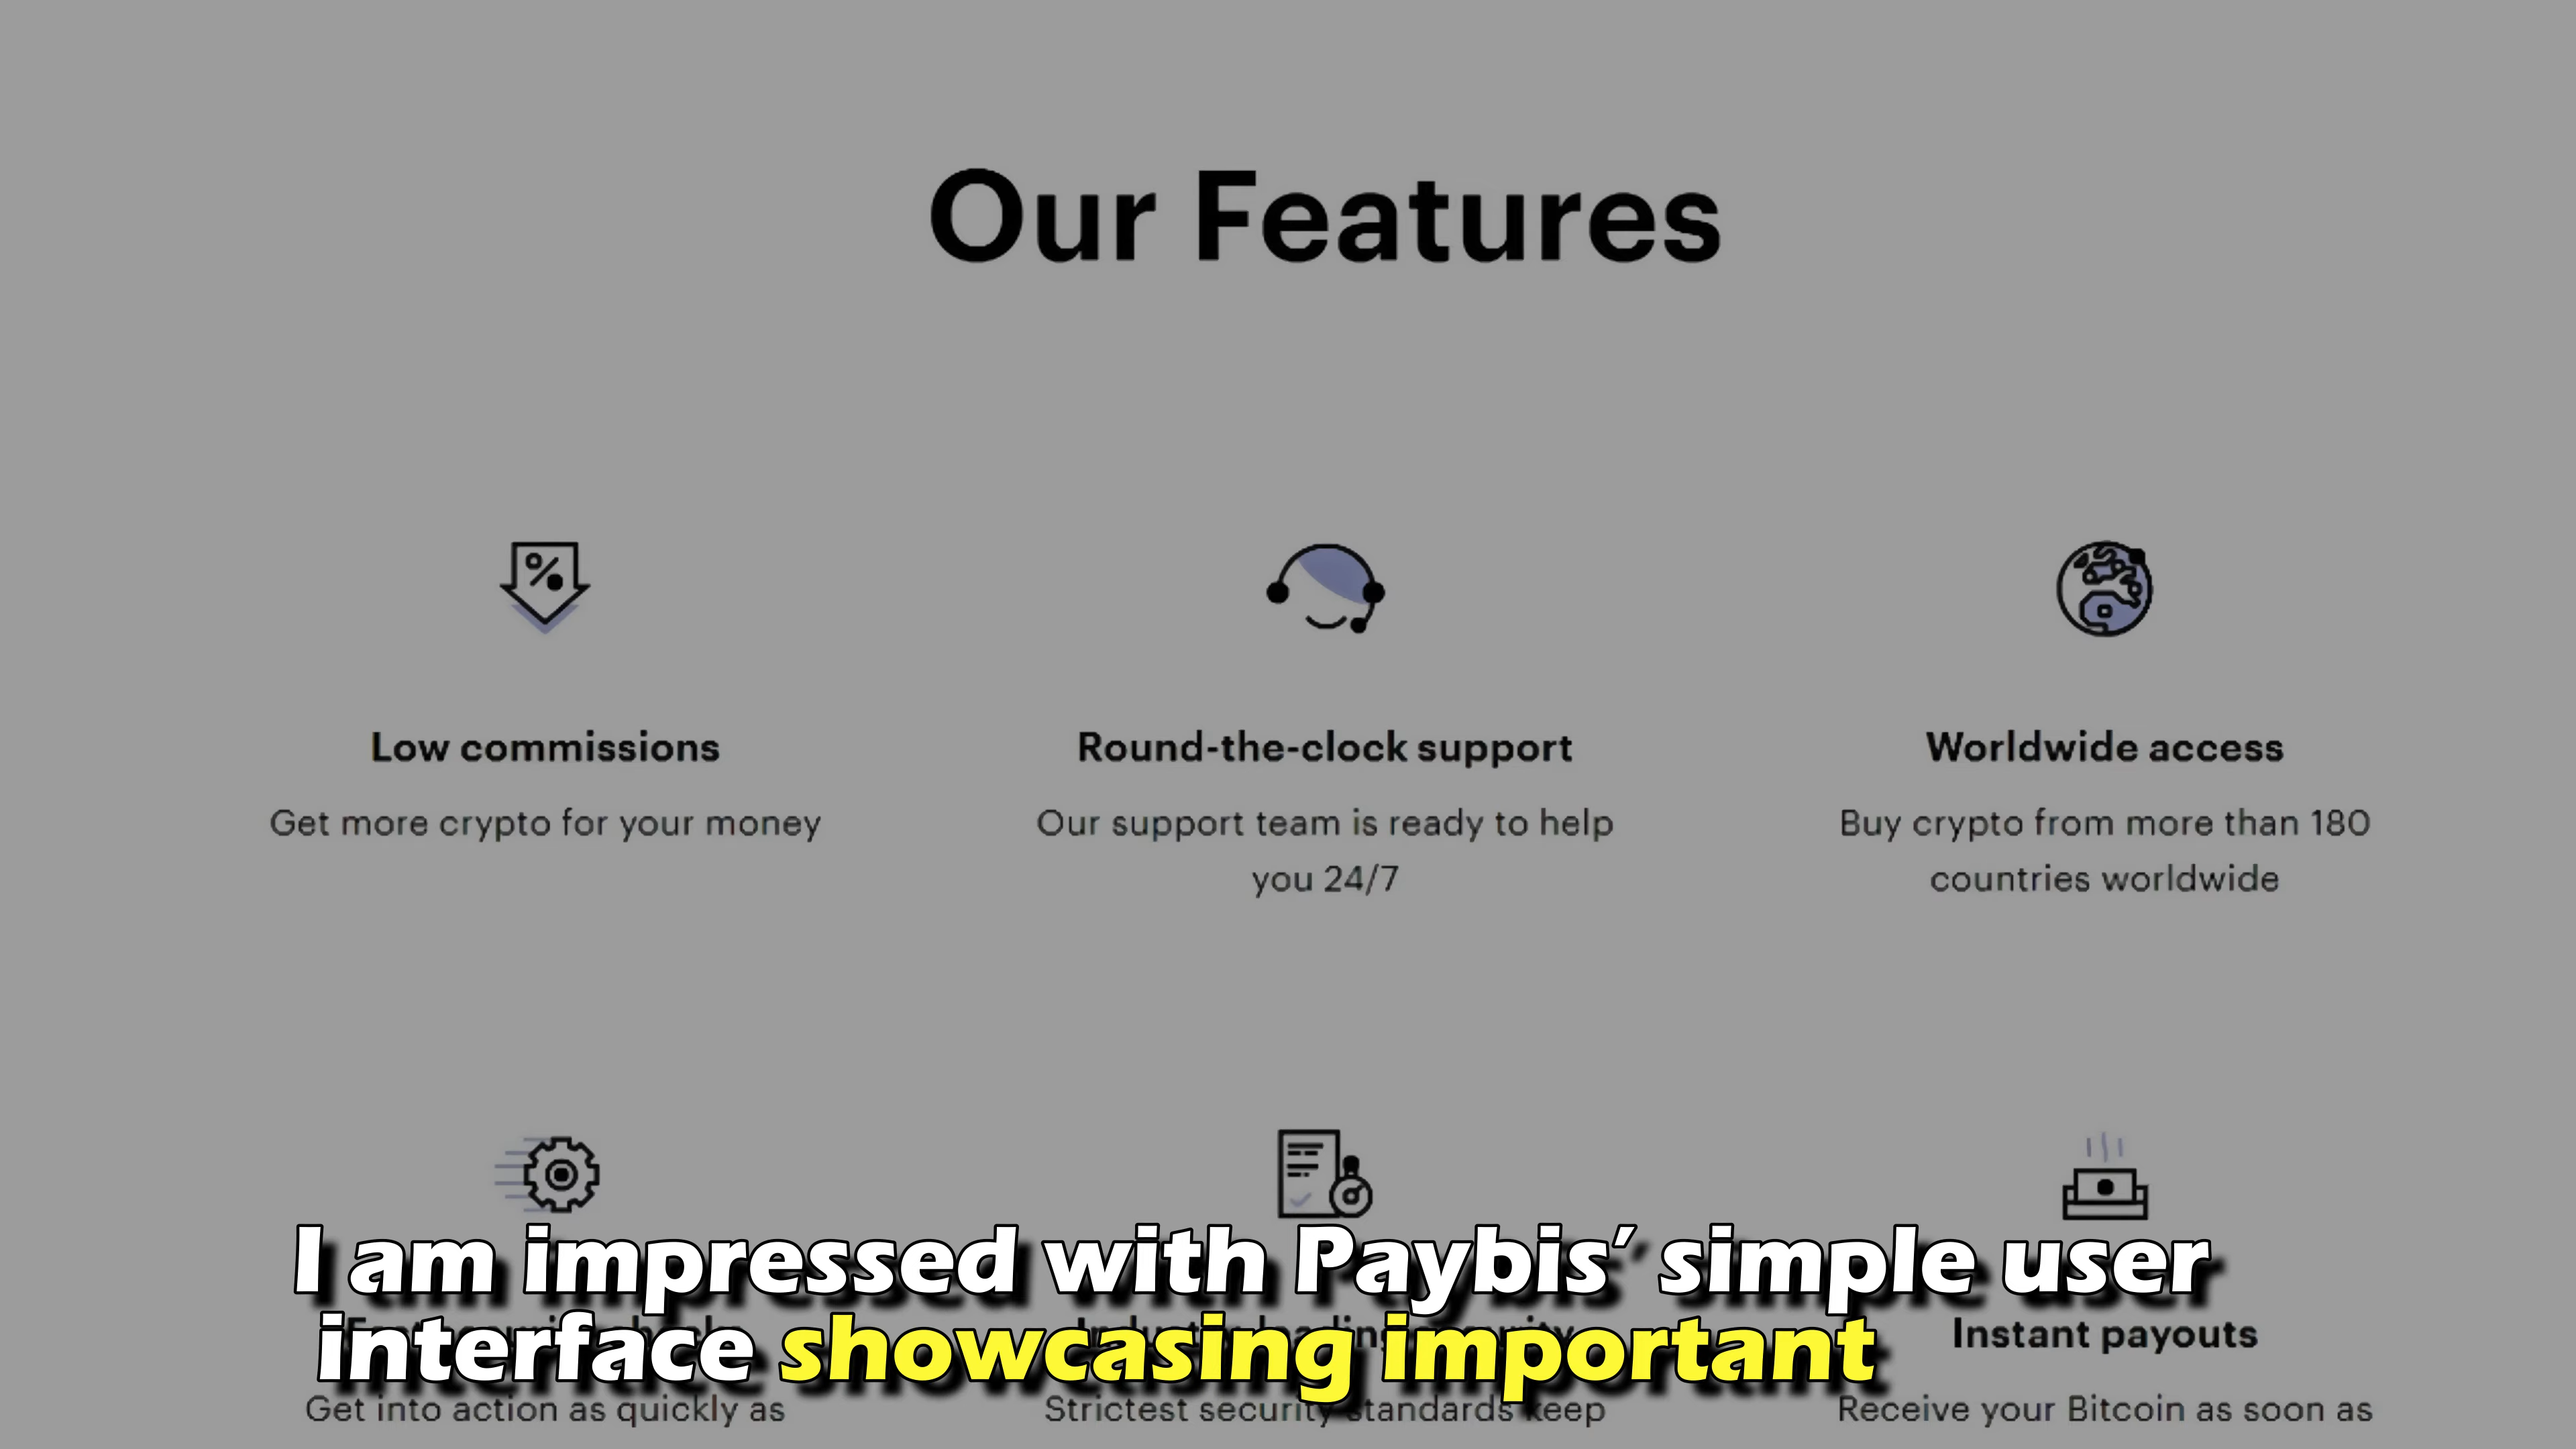 Our Features
Low commissions
Get more crypto for your money
Round-the-clock support
Our support team is ready to help
you 24/7
Worldwide access
Buy crypto from more than 180
countries worldwide
Get into action as quickly as
Industry-leading security
Strictest security standards keep
Instant payouts
Receive your Bitcoin as soon as
I am impressed with Paybis’ simple user
interface showcasing important